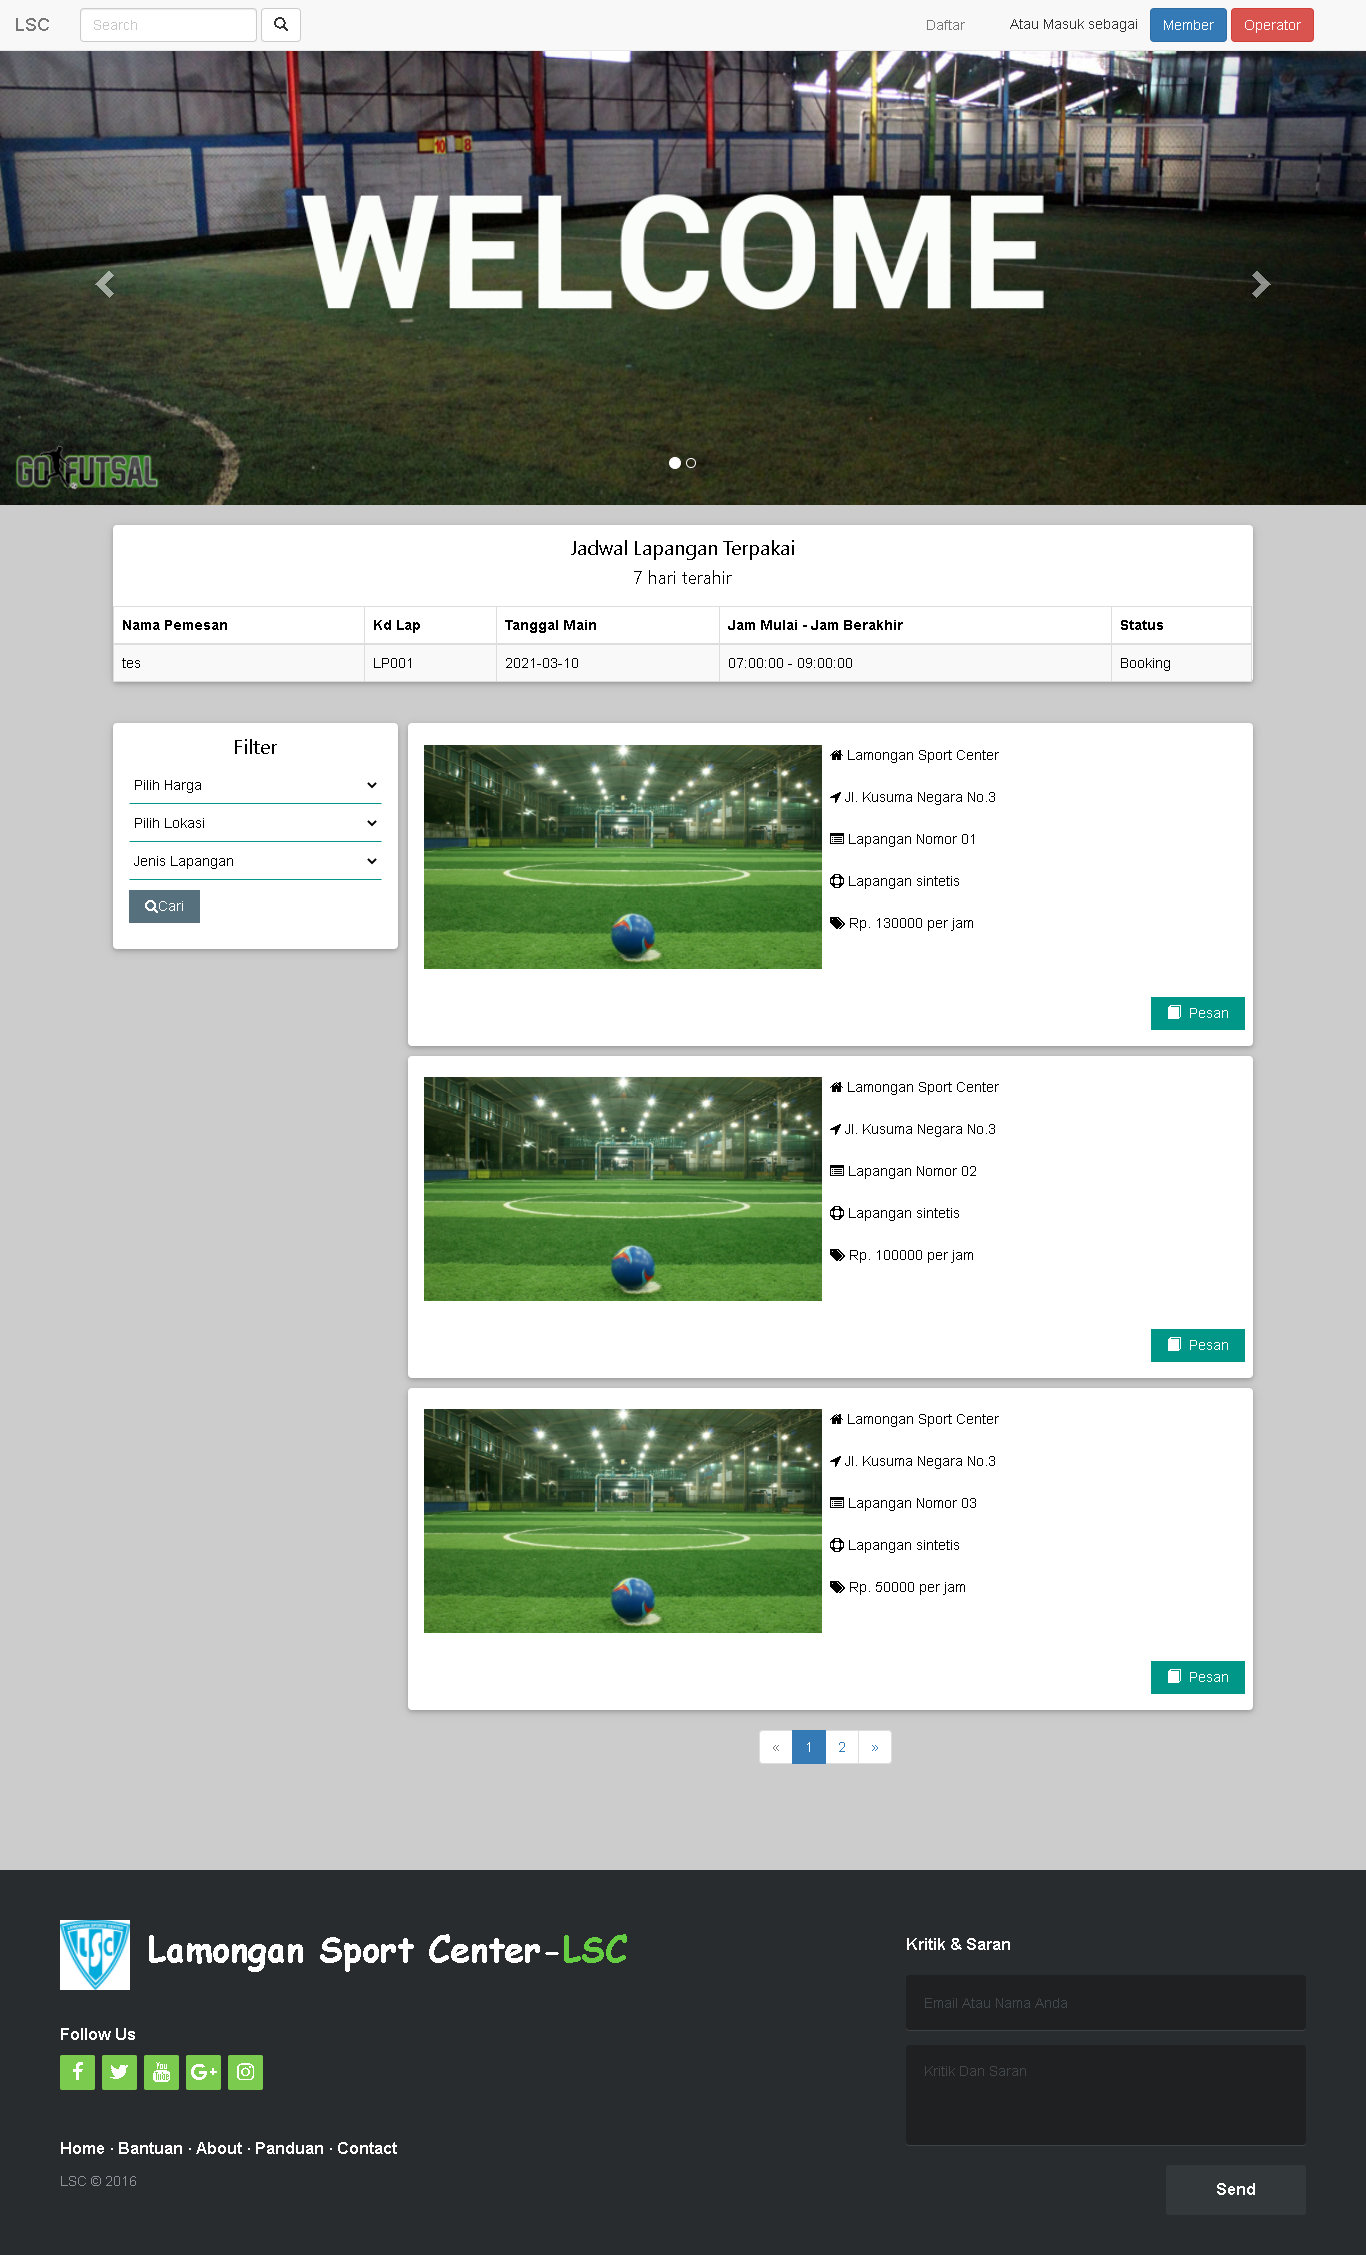 LSC
Search
Daftar
Atau Masuk sebagai
Member
Operator
10 8
WELCOME
GO FUTSAL
Jadwal Lapangan Terpakai
7 hari terahir
Nama Pemesan Kd Lap Tanggal Main Jam Mulai - Jam Berakhir Status
tes LP001 2021-03-10 07:00:00 - 09:00:00 Booking
Filter
Pilih Harga
Pilih Lokasi
Jenis Lapangan
Cari
Lamongan Sport Center
Jl. Kusuma Negara No.3
Lapangan Nomor 01
Lapangan sintetis
Rp. 130000 per jam
Pesan
Lamongan Sport Center
Jl. Kusuma Negara No.3
Lapangan Nomor 02
Lapangan sintetis
Rp. 100000 per jam
Pesan
Lamongan Sport Center
Jl. Kusuma Negara No.3
Lapangan Nomor 03
Lapangan sintetis
Rp. 50000 per jam
Pesan
« 1 2 »
LSC
Lamongan Sport Center-LSC
Follow Us
You Tube
G+
Home · Bantuan · About · Panduan · Contact
LSC © 2016
Kritik & Saran
Email Atau Nama Anda
Kritik Dan Saran
Send